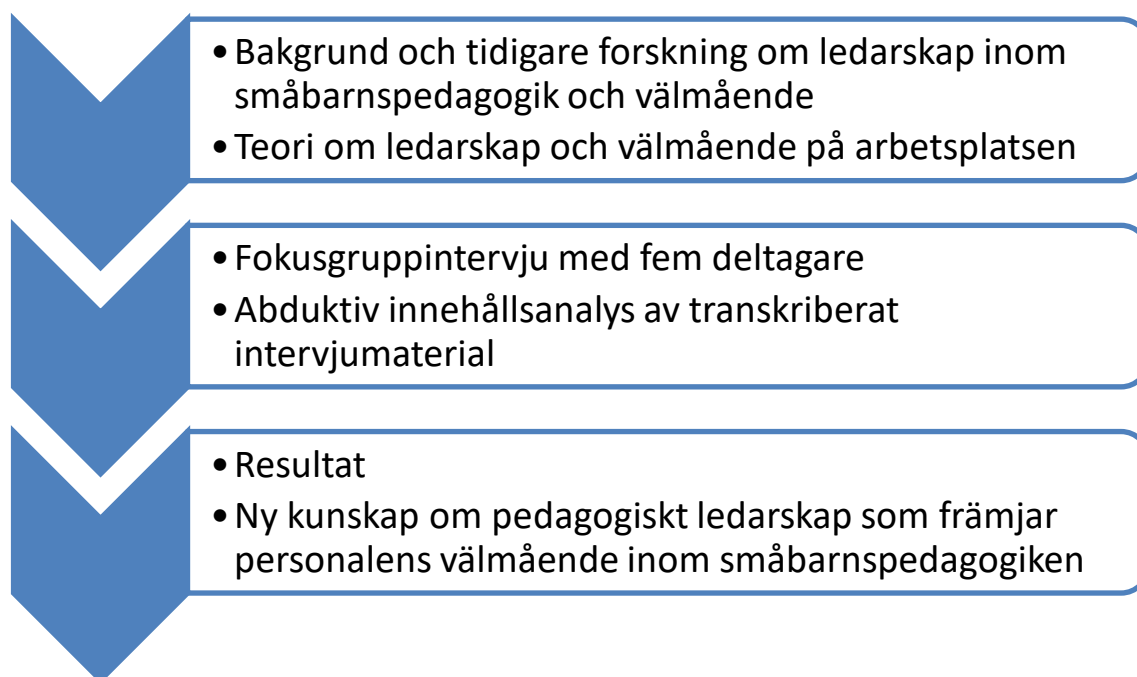 •Bakgrund och tidigare forskning om ledarskap inom
småbarnspedagogik och välmående
•Teori om ledarskap och välmående på arbetsplatsen
•Fokusgruppintervju med fem deltagare
•Abduktiv innehållsanalys av transkriberat
intervjumaterial
•Resultat
•Ny kunskap om pedagogiskt ledarskap som främjar
personalens välmående inom småbarnspedagogiken